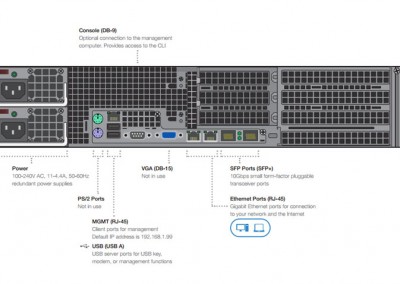 Console (DB-9)
Optional connection to the management
computer. Provides access to the CLI
Power
100-240V AC, 11-4.4A, 50-60Hz
redundant power supplies
VGA (DB-15)
Not in use
SFP Ports (SFP+)
10Gbps small form-factor pluggable
transceiver ports
PS/2 Ports
Not in use
Ethernet Ports (RJ-45)
Gigabit Ethernet ports for connection
to your network and the Internet
MGMT (RJ-45)
Client ports for management
Default IP address is 192.168.1.99
USB (USB A)
USB server ports for USB key,
modem, or management functions